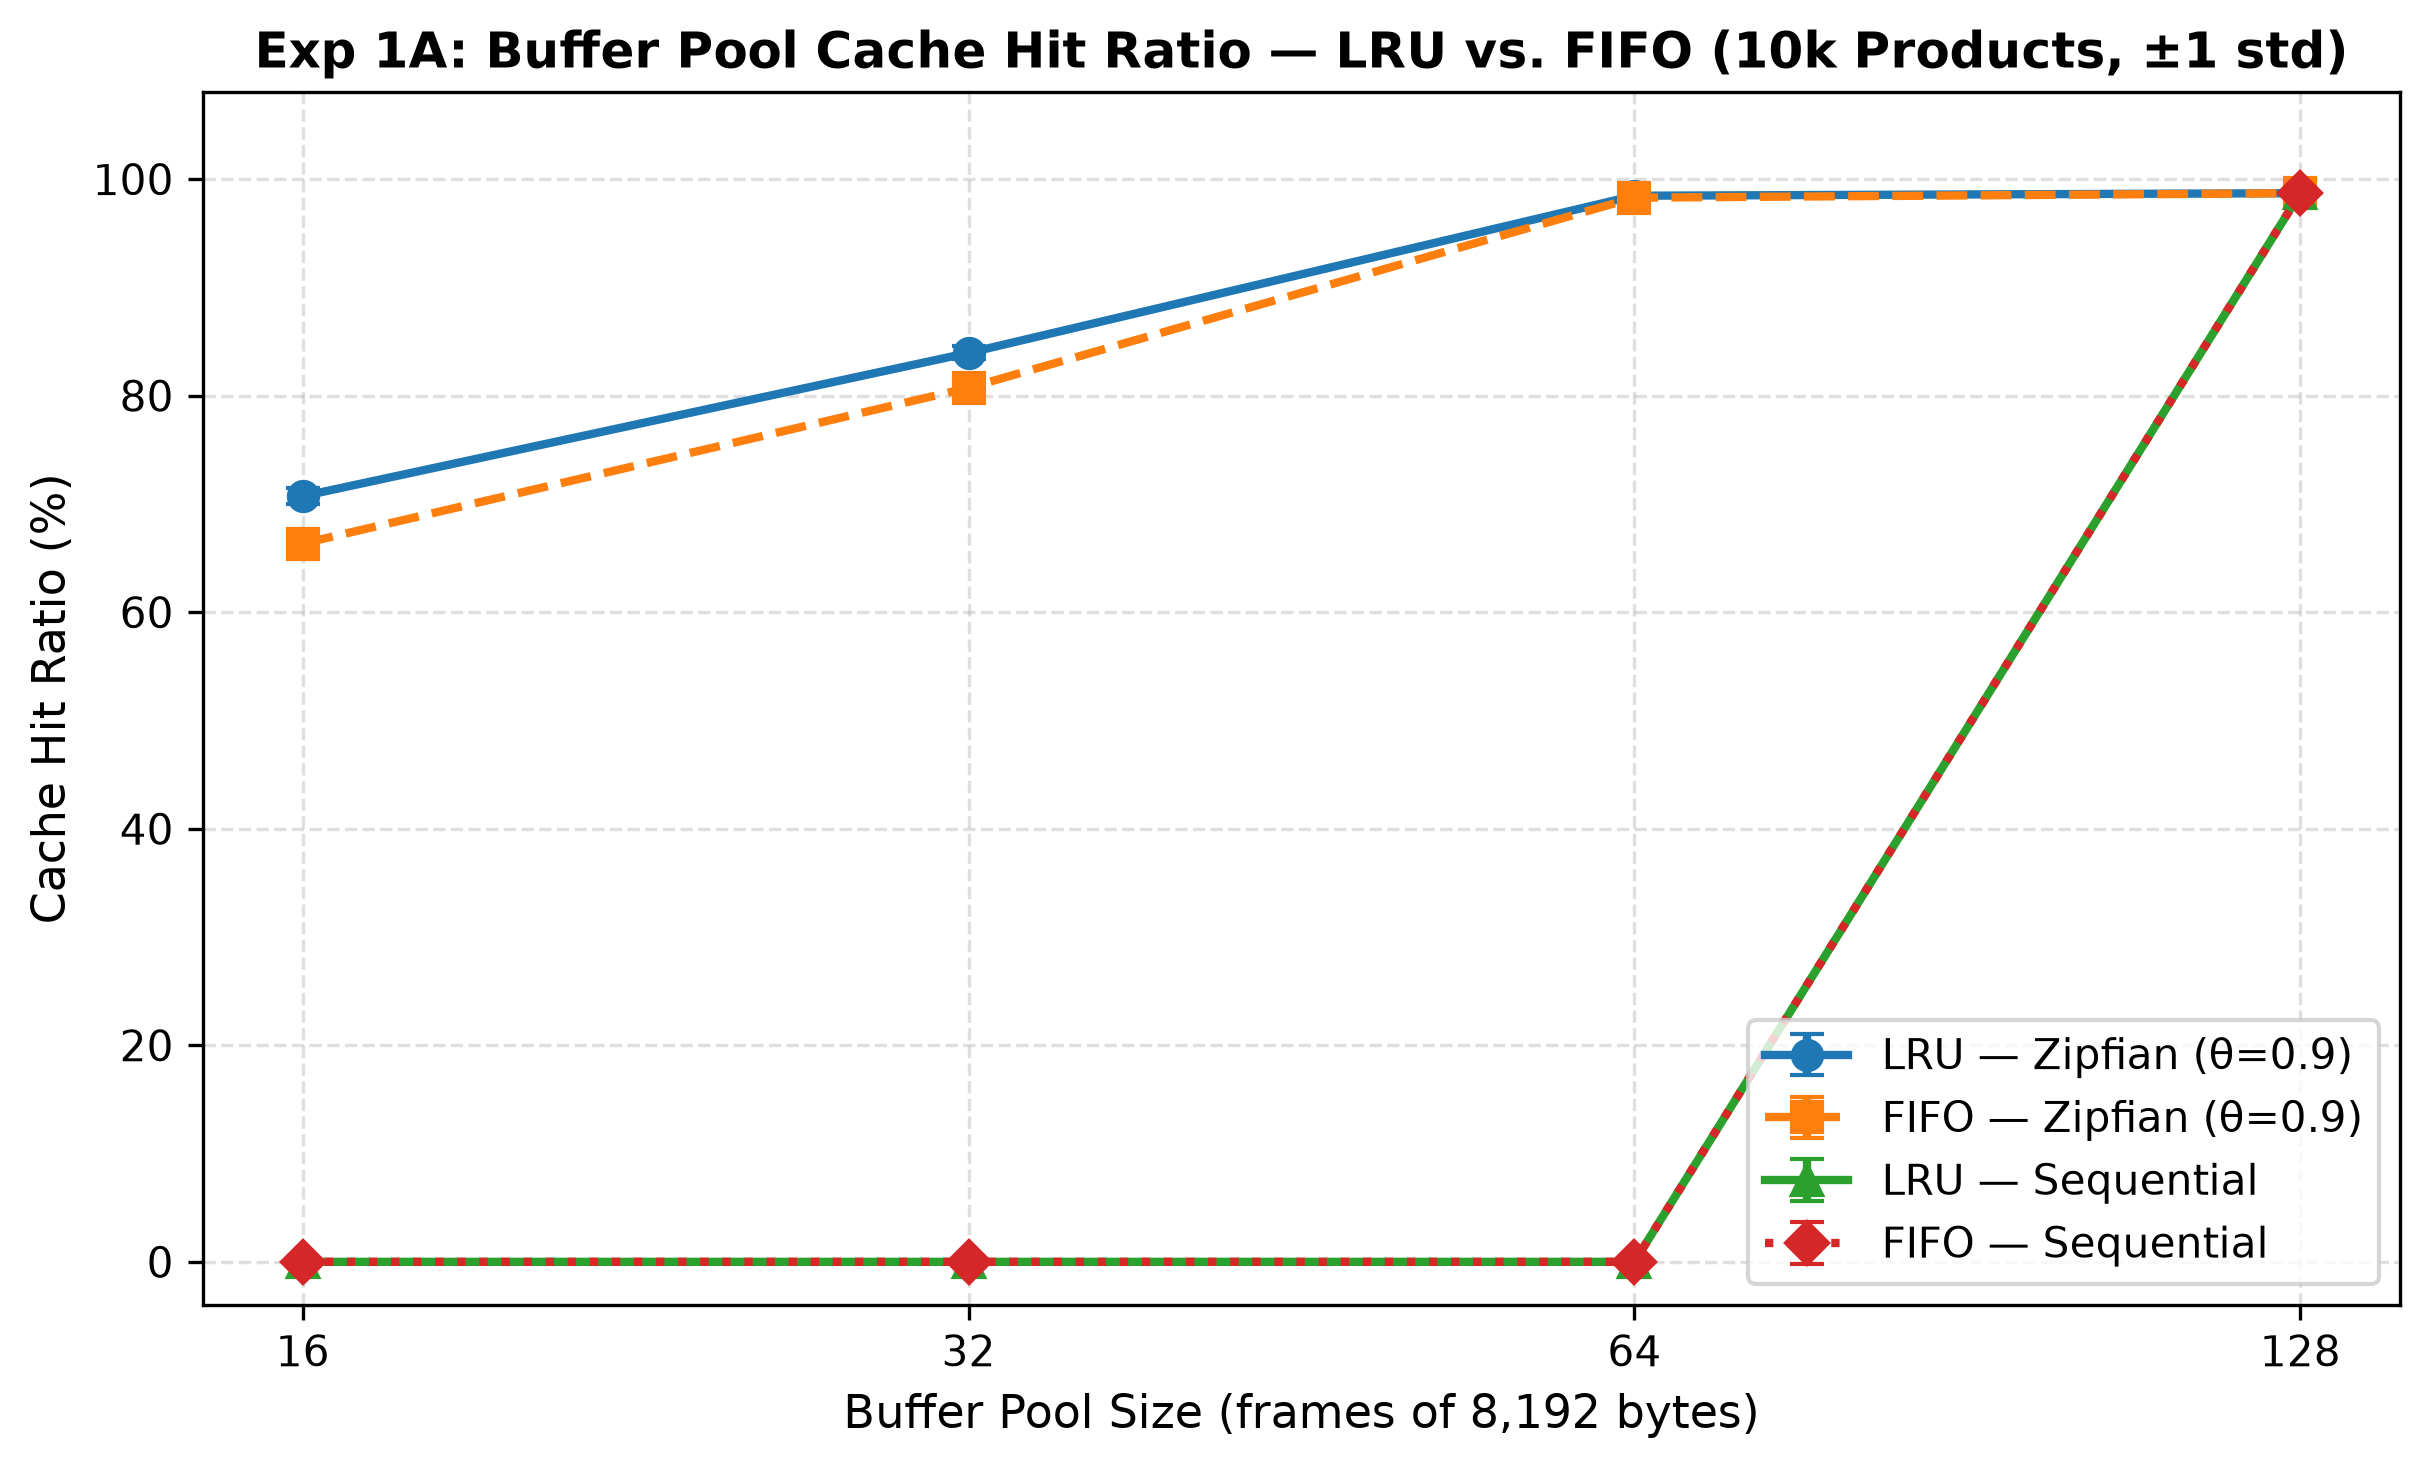 Exp 1A: Buffer Pool Cache Hit Ratio — LRU vs. FIFO (10k Products, ±1 std)
Cache Hit Ratio (%)
100
80
60
40
20
0
16 32 64 128
Buffer Pool Size (frames of 8,192 bytes)
LRU — Zipfian (θ=0.9)
FIFO — Zipfian (θ=0.9)
LRU — Sequential
FIFO — Sequential